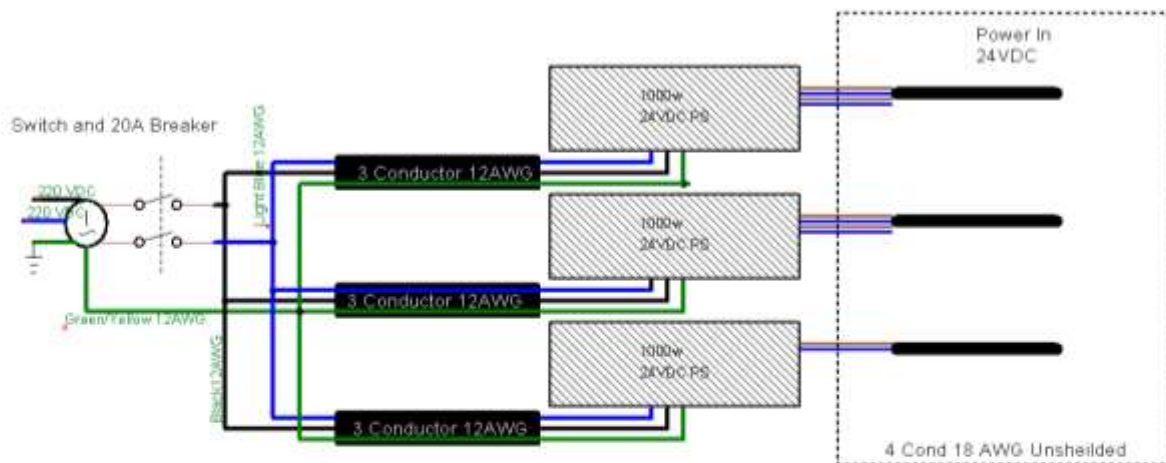 Power In
24VDC
1000w
24VDC PS
Switch and 20A Breaker
Light Blue 12AWG
3 Conductor 12AWG
220 VDC
220 VDC
1000w
24VDC PS
3 Conductor 12AWG
Green/Yellow 12AWG
Black12AWG
1000w
24VDC PS
3 Conductor 12AWG
4 Cond 18 AWG Unsheilded